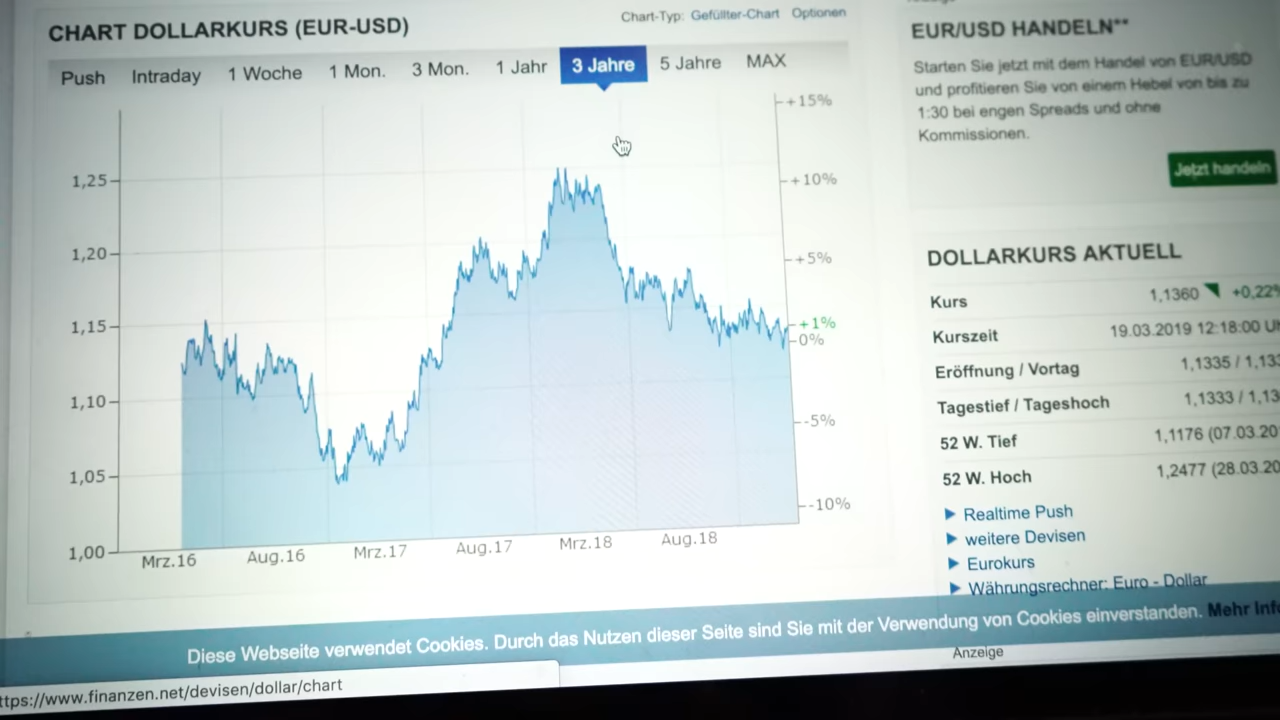 CHART DOLLARKURS (EUR-USD)
Chart-Typ: Gefüllter-Chart Optionen
Push Intraday 1 Woche 1 Mon. 3 Mon. 1 Jahr 3 Jahre 5 Jahre MAX
1,25
1,20
1,15
1,10
1,05
1,00
+15%
+10%
+5%
+1%
0%
-5%
-10%
Mrz.16 Aug.16 Mrz.17 Aug.17 Mrz.18 Aug.18
EUR/USD HANDELN**
Starten Sie jetzt mit dem Handel von EUR/USD
und profitieren Sie von einem Hebel von bis zu
1:30 bei engen Spreads und ohne
Kommissionen.
Jetzt handeln
DOLLARKURS AKTUELL
Kurs 1,1360 +0,22%
Kurszeit 19.03.2019 12:18:00
Eröffnung / Vortag 1,1335 / 1,133
Tagestief / Tageshoch 1,1333 / 1,13
52 W. Tief 1,1176 (07.03.20
52 W. Hoch 1,2477 (28.03.20
Realtime Push
weitere Devisen
Eurokurs
Währungsrechner: Euro - Dollar
Diese Webseite verwendet Cookies. Durch das Nutzen dieser Seite sind Sie mit der Verwendung von Cookies einverstanden. Mehr Info
Anzeige
ttps://www.finanzen.net/devisen/dollar/chart